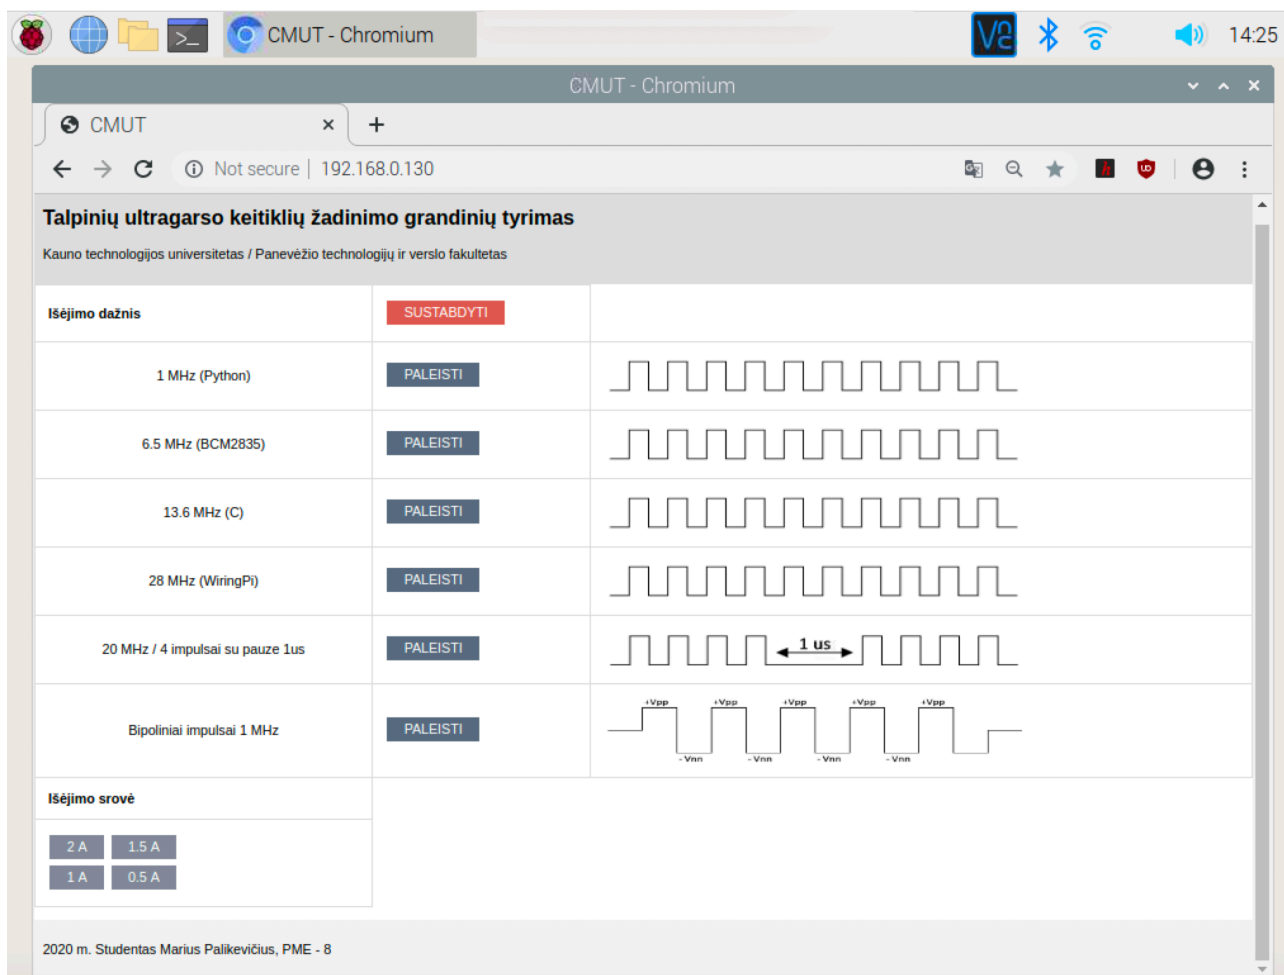 CMUT - Chromium
14:25
CMUT - Chromium
CMUT
Not secure | 192.168.0.130
Talpinių ultragarso keitiklių žadinimo grandinių tyrimas
Kauno technologijos universitetas / Panevėžio technologijų ir verslo fakultetas
Išėjimo dažnis SUSTABDYTI
1 MHz (Python) PALEISTI
6.5 MHz (BCM2835) PALEISTI
13.6 MHz (C) PALEISTI
28 MHz (WiringPi) PALEISTI
20 MHz / 4 impulsai su pauze 1us PALEISTI 1 us
+Vpp +Vpp +Vpp +Vpp +Vpp
Bipoliniai impulsai 1 MHz PALEISTI
- Vnn - Vnn - Vnn - Vnn
Išėjimo srovė
2 A 1.5 A
1 A 0.5 A
2020 m. Studentas Marius Palikevičius, PME - 8